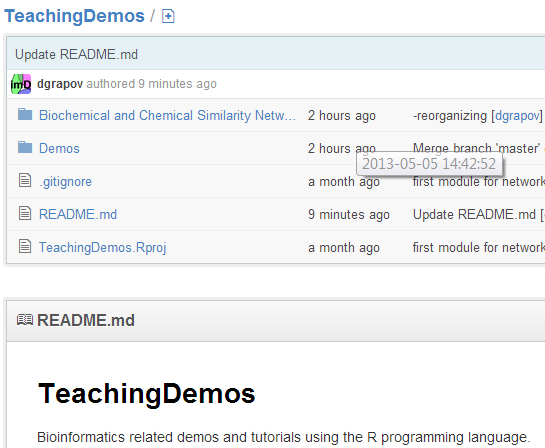 TeachingDemos /
Update README.md
dgrapov authored 9 minutes ago
Biochemical and Chemical Similarity Netw... 2 hours ago -reorganizing [dgrapov]
Demos 2 hours ago Merge branch 'master'
2013-05-05 14:42:52
.gitignore a month ago first module for network
README.md 9 minutes ago Update README.md [
TeachingDemos.Rproj a month ago first module for network
README.md
TeachingDemos
Bioinformatics related demos and tutorials using the R programming language.